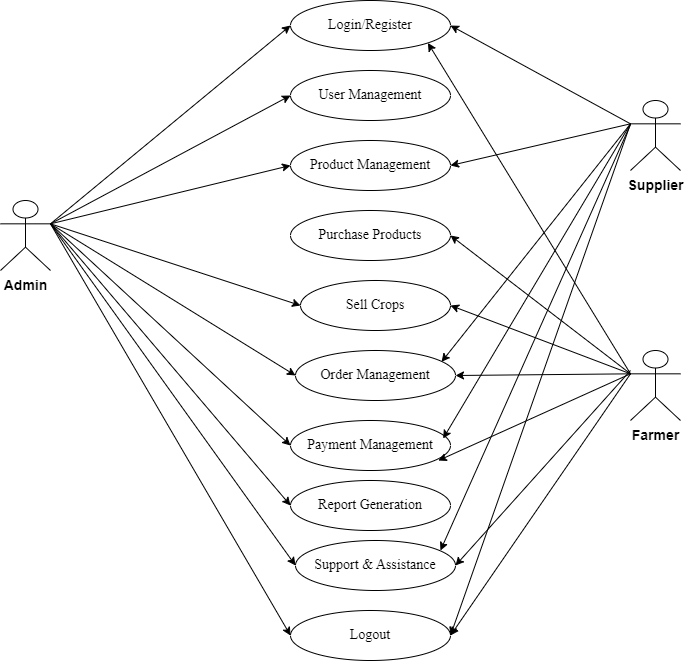 Login/Register
User Management
Product Management
Supplier
Purchase Products
Admin
Sell Crops
Order Management
Farmer
Payment Management
Report Generation
Support & Assistance
Logout